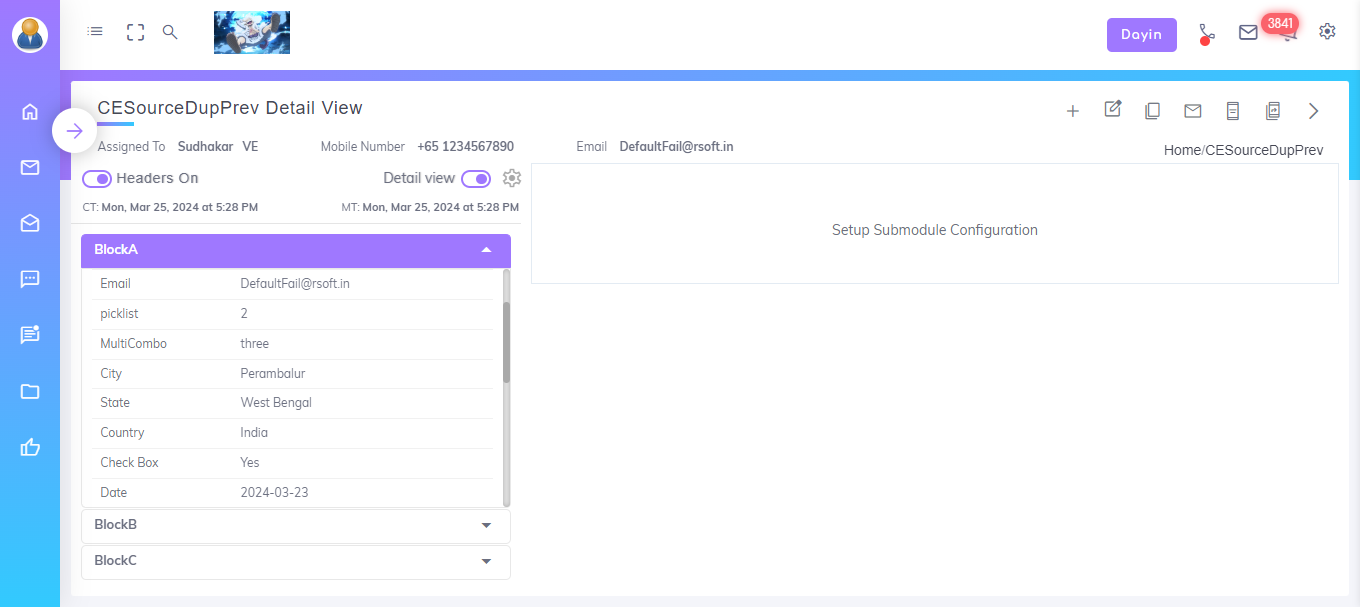 Dayin
3841
CESourceDupPrev Detail View
Assigned To Sudhakar VE Mobile Number +65 1234567890 Email DefaultFail@rsoft.in
Home/CESourceDupPrev
Headers On Detail view
CT: Mon, Mar 25, 2024 at 5:28 PM MT: Mon, Mar 25, 2024 at 5:28 PM
Setup Submodule Configuration
BlockA
Email DefaultFail@rsoft.in
picklist 2
MultiCombo three
City Perambalur
State West Bengal
Country India
Check Box Yes
Date 2024-03-23
BlockB
BlockC